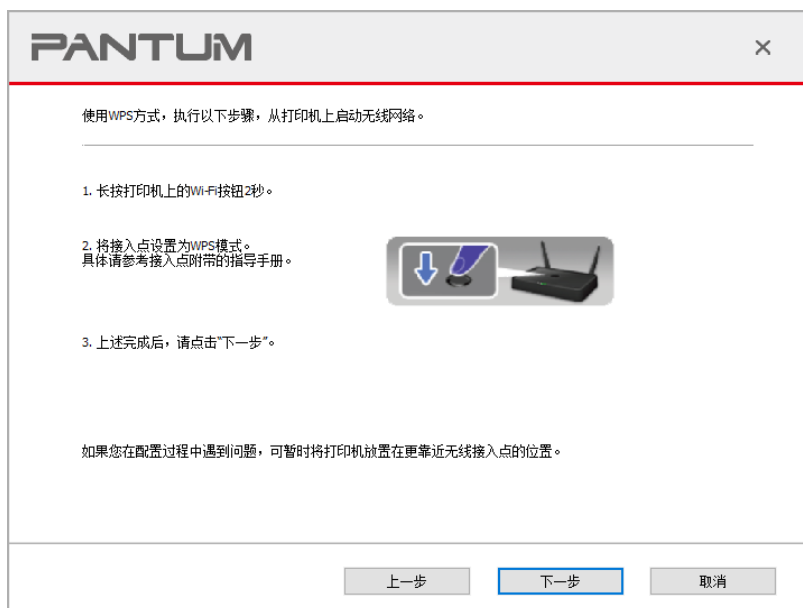 PANTUM
使用WPS方式，执行以下步骤，从打印机上启动无线网络。
1. 长按打印机上的Wi-Fi按钮2秒。
2. 将接入点设置为WPS模式。
具体请参考接入点附带的指导手册。
3. 上述完成后，请点击"下一步"。
如果您在配置过程中遇到问题，可暂时将打印机放置在更靠近无线接入点的位置。
上一步
下一步
取消